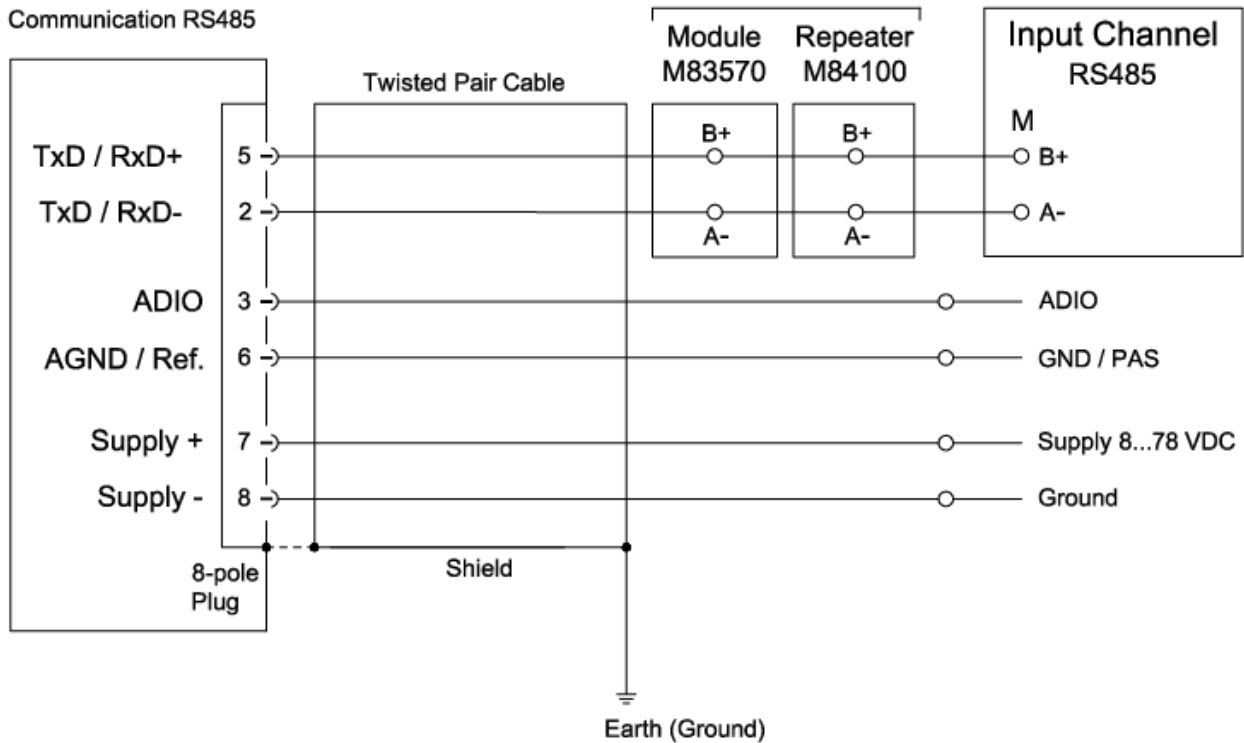 Communication RS485
Module
M83570
Repeater
M84100
Input Channel
RS485
Twisted Pair Cable
M
B+
B+
TxD / RxD+
5
B+
TxD / RxD-
2
A-
A-
A-
ADIO
3
ADIO
AGND / Ref.
6
GND / PAS
Supply +
7
Supply 8...78 VDC
Supply -
8
Ground
8-pole
Plug
Shield
Earth (Ground)